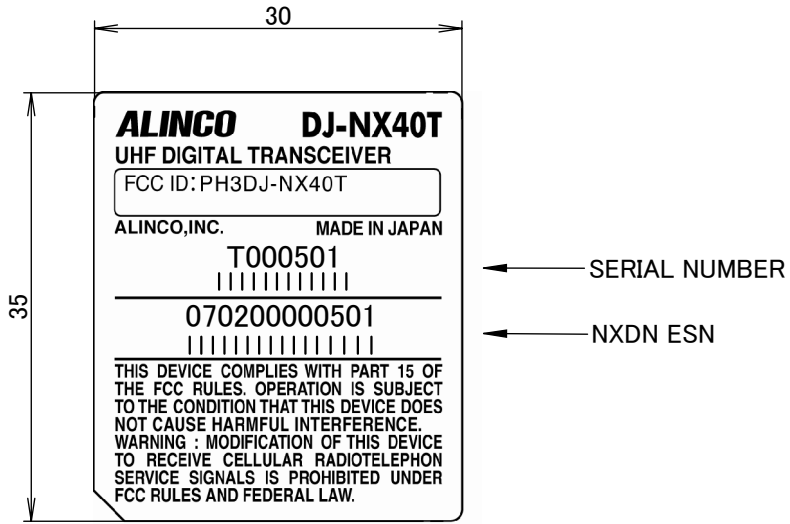 30
35
ALINCO DJ-NX40T
UHF DIGITAL TRANSCEIVER
FCC ID: PH3DJ-NX40T
ALINCO,INC. MADE IN JAPAN
T000501
SERIAL NUMBER
070200000501
NXDN ESN
THIS DEVICE COMPLIES WITH PART 15 OF
THE FCC RULES. OPERATION IS SUBJECT
TO THE CONDITION THAT THIS DEVICE DOES
NOT CAUSE HARMFUL INTERFERENCE.
WARNING : MODIFICATION OF THIS DEVICE
TO RECEIVE CELLULAR RADIOTELEPHON
SERVICE SIGNALS IS PROHIBITED UNDER
FCC RULES AND FEDERAL LAW.